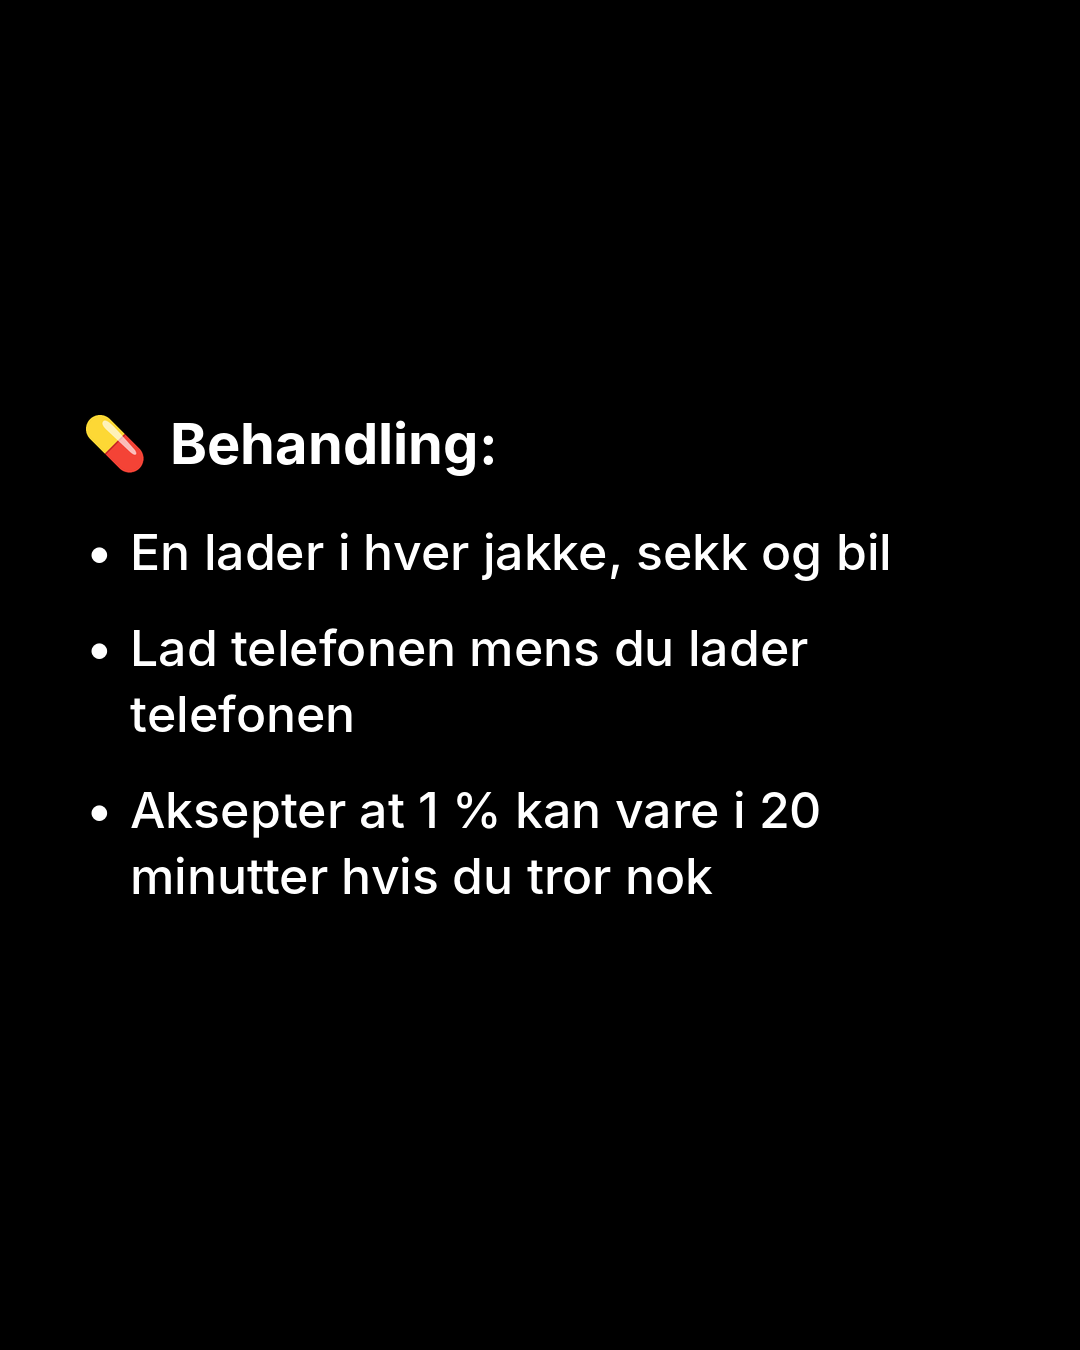 💊 Behandling:
• En lader i hver jakke, sekk og bil
• Lad telefonen mens du lader
telefonen
• Aksepter at 1 % kan vare i 20
minutter hvis du tror nok